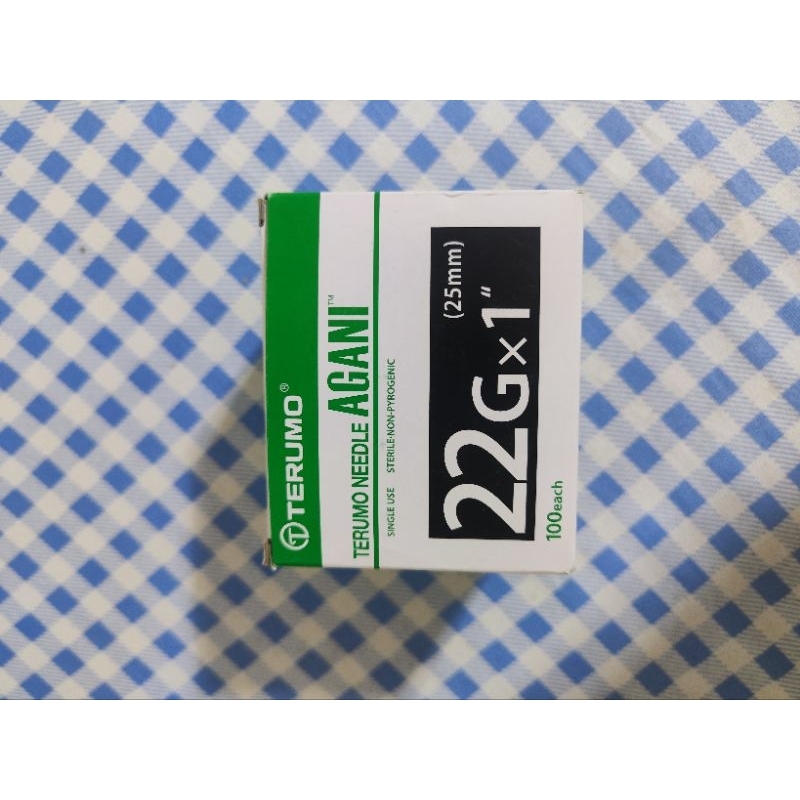 TERUMO®
TERUMO NEEDLE AGANI™
SINGLE USE STERILE·NON-PYROGENIC
22G×1" (25mm)
100each